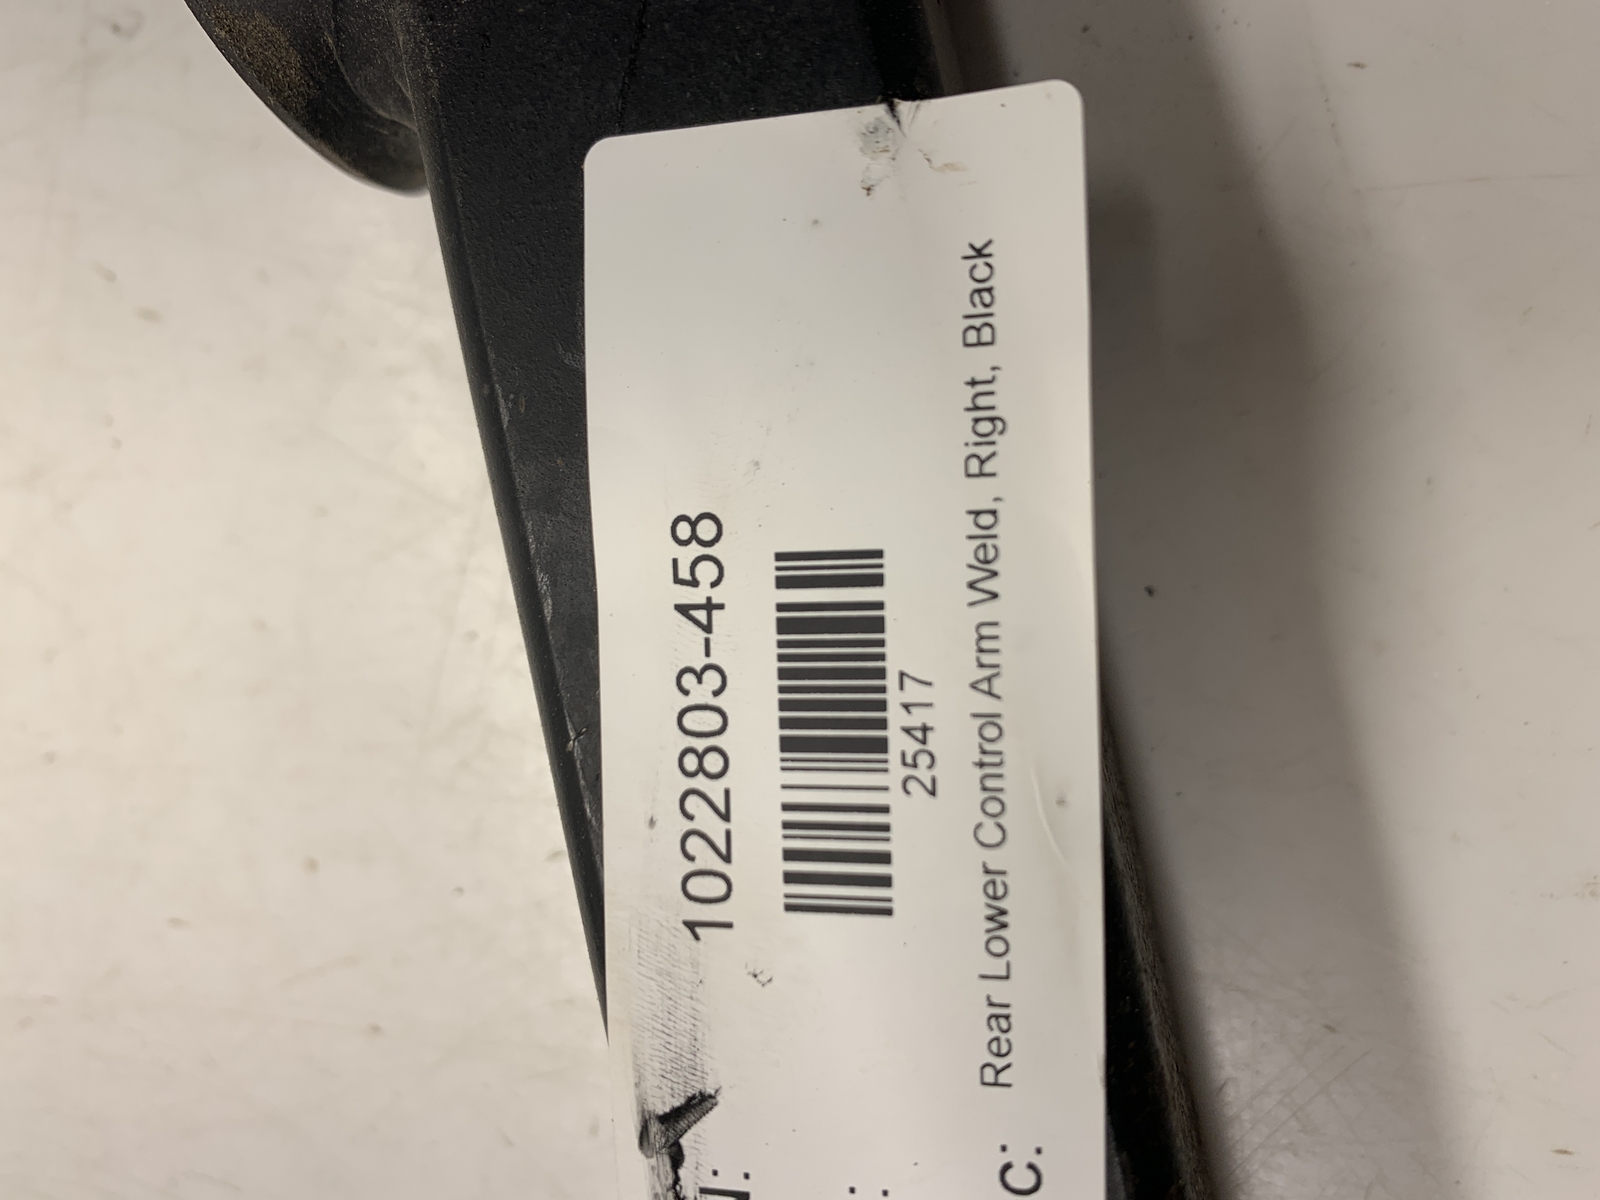 1022803-458
25417
C: Rear Lower Control Arm Weld, Right, Black